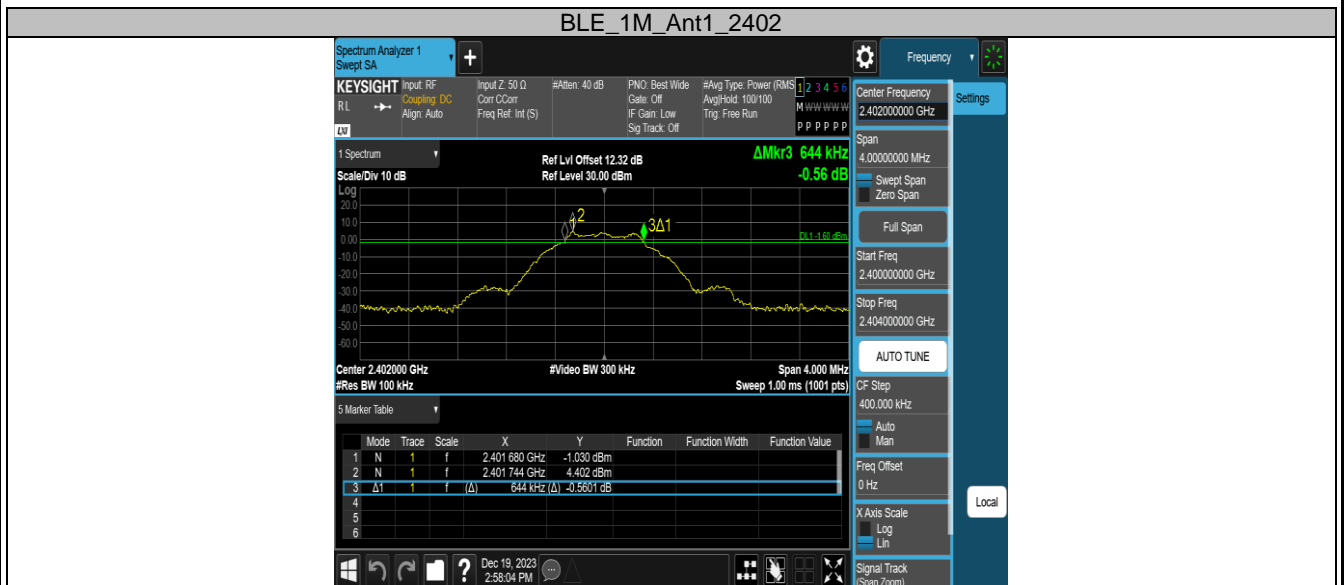 BLE_1M_Ant1_2402
Spectrum Analyzer 1
Swept SA
Frequency
KEYSIGHT
RL
LXI
Input: RF
Coupling: DC
Align: Auto
Input Z: 50 Ω
Corr CCorr
Freq Ref: Int (S)
#Atten: 40 dB
PNO: Best Wide
Gate: Off
IF Gain: Low
Sig Track: Off
#Avg Type: Power (RMS
Avg|Hold: 100/100
Trig: Free Run
1 2 3 4 5 6
M W W W W W
P P P P P P
Center Frequency
2.402000000 GHz
Settings
1 Spectrum
Ref Lvl Offset 12.32 dB
ΔMkr3 644 kHz
Scale/Div 10 dB
Ref Level 30.00 dBm
-0.56 dB
Log
20.0
10.0
0.00
-10.0
-20.0
-30.0
-40.0
-50.0
-60.0
2
3Δ1
DL1 -1.60 dBm
Center 2.402000 GHz
#Video BW 300 kHz
Span 4.000 MHz
#Res BW 100 kHz
Sweep 1.00 ms (1001 pts)
Span
4.00000000 MHz
Swept Span
Zero Span
Full Span
Start Freq
2.400000000 GHz
Stop Freq
2.404000000 GHz
AUTO TUNE
CF Step
400.000 kHz
Auto
Man
Freq Offset
0 Hz
X Axis Scale
Log
Lin
Signal Track
(Span Zoom)
Local
5 Marker Table
Mode Trace Scale X Y Function Function Width Function Value
1 N 1 f 2.401 680 GHz -1.030 dBm
2 N 1 f 2.401 744 GHz 4.402 dBm
3 Δ1 1 f (Δ) 644 kHz (Δ) -0.5601 dB
4
5
6
?
Dec 19, 2023
2:58:04 PM